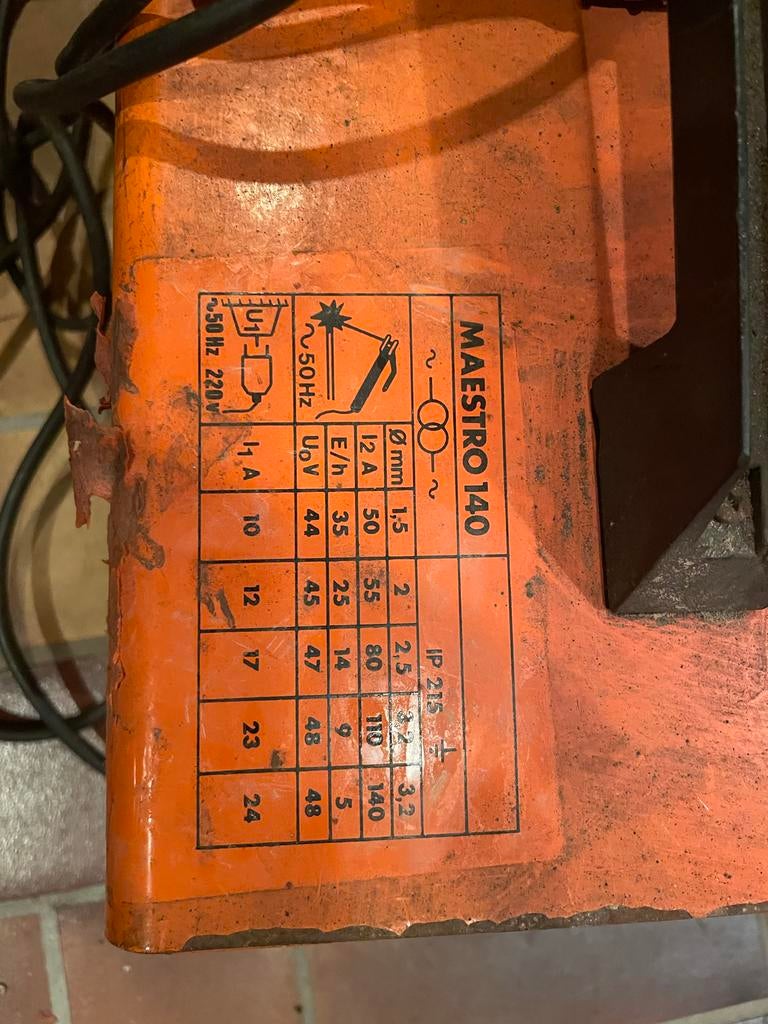 MAESTRO 140
IP 215
Ø mm 1,5 2 2,5 3,2 3,2
I2 A 50 55 80 110 140
E/h 35 25 14 9 5
~50Hz U0V 44 45 47 48 48
U1
~50Hz 220V I1 A 10 12 17 23 24